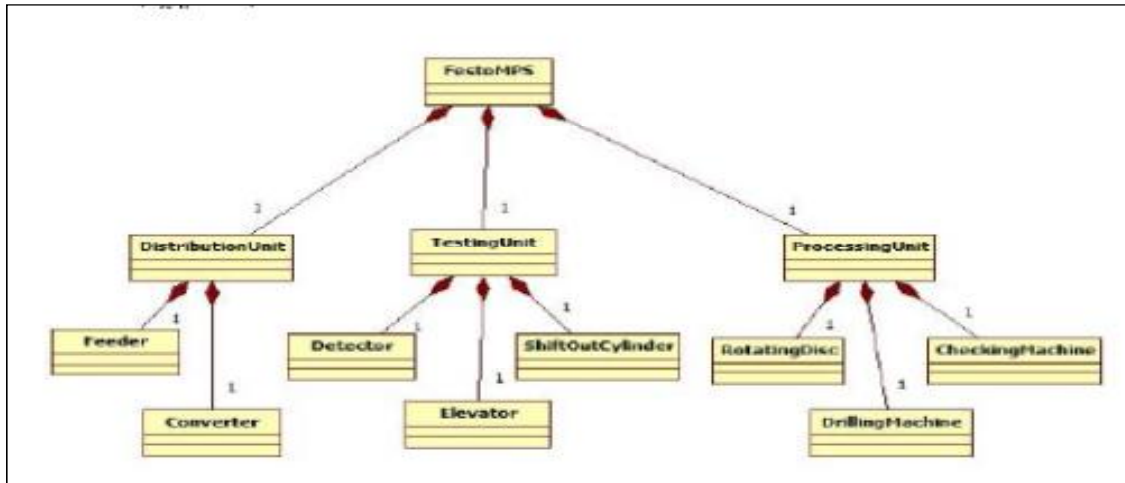 FestoMPS
1
1
1
DistributionUnit
TestingUnit
ProcessingUnit
1
1
1
1
1
Feeder
Detector
ShiftOutCylinder
RotatingDisc
CheckingMachine
1
1
1
Converter
Elevator
DrillingMachine